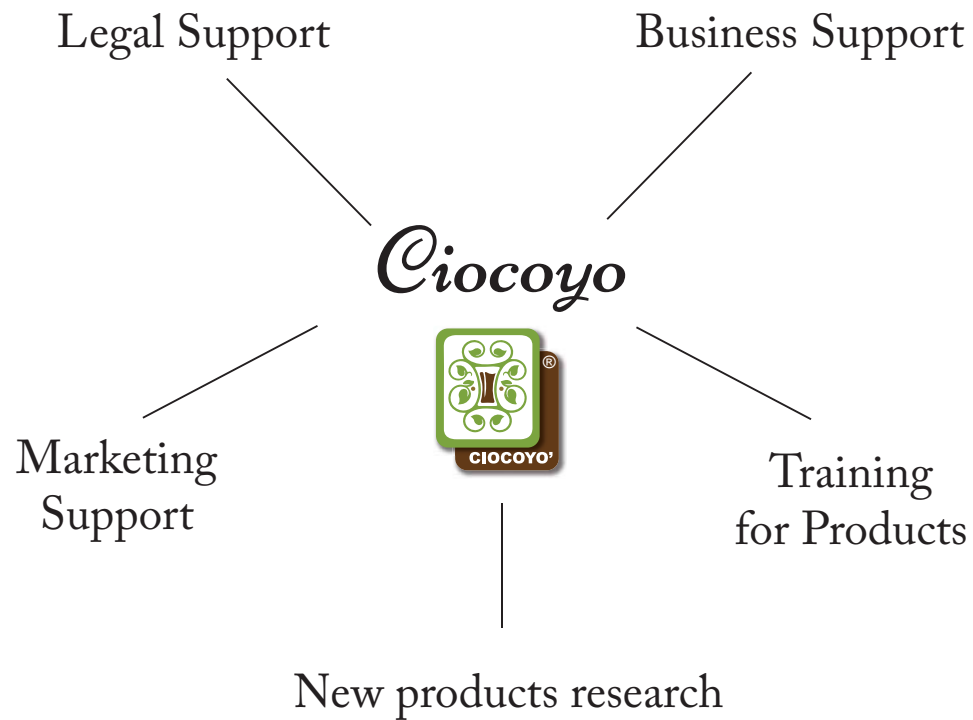 Legal Support
Business Support
Ciocoyo
®
CIOCOYO’
Marketing
Support
Training
for Products
New products research